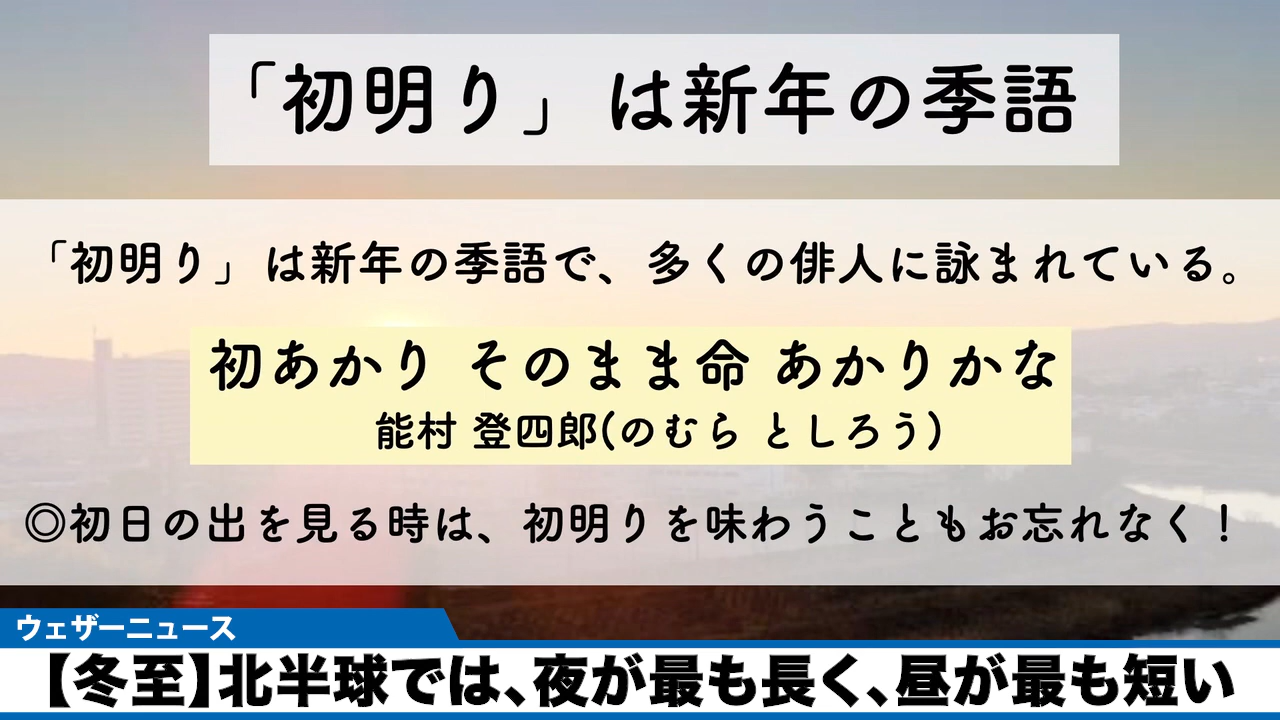 「初明り」は新年の季語
「初明り」は新年の季語で、多くの俳人に詠まれている。
初あかり そのまま命 あかりかな
能村 登四郎(のむら としろう)
◎初日の出を見る時は、初明りを味わうこともお忘れなく！
ウェザーニュース
【冬至】北半球では、夜が最も長く、昼が最も短い